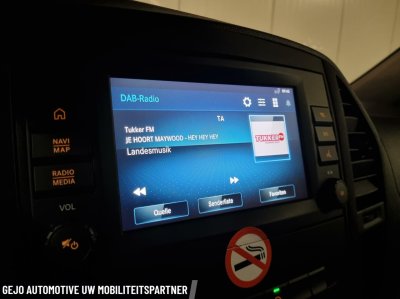 DAB-Radio
TA
Tukker FM
JE HOORT MAYWOOD - HEY HEY HEY
Landesmusik
TUKKER
Quelle
Senderliste
Favoriten
NAVI
MAP
RADIO
MEDIA
VOL
GEJO AUTOMOTIVE UW MOBILITEITSPARTNER